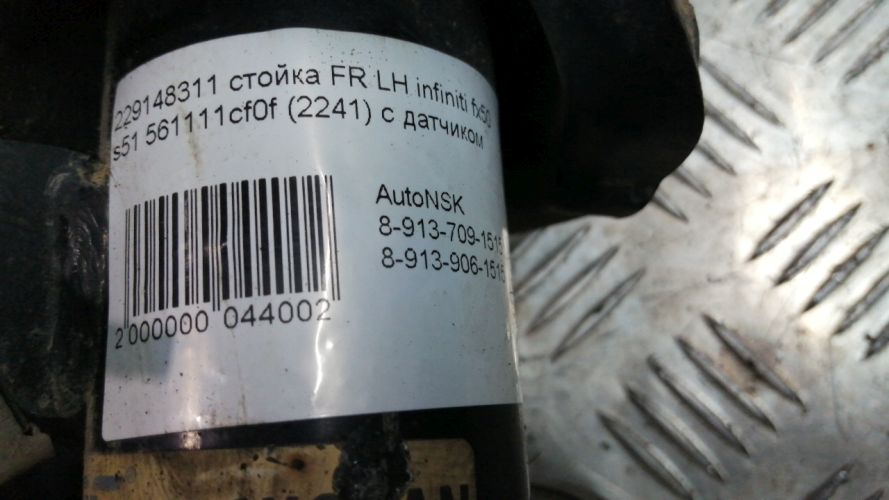 229148311 стойка FR LH infiniti fx50
s51 561111cf0f (2241) с датчиком
AutoNSK
8-913-709-1515
8-913-906-1515
2 000000 044002